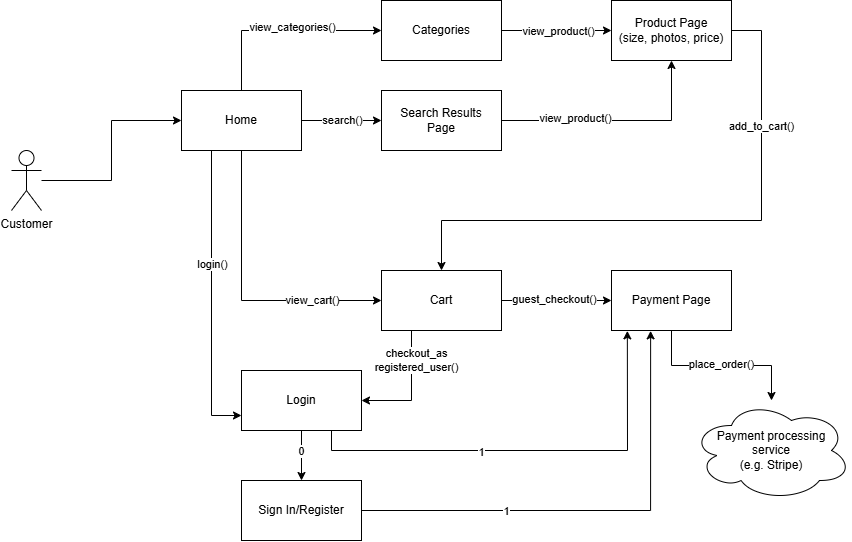 view_categories()
Categories
view_product()
Product Page
(size, photos, price)
Home
search()
Search Results
Page
view_product()
add_to_cart()
Customer
login()
view_cart()
Cart
guest_checkout()
Payment Page
checkout_as
registered_user()
place_order()
Login
0
1
Payment processing
service
(e.g. Stripe)
Sign In/Register
1